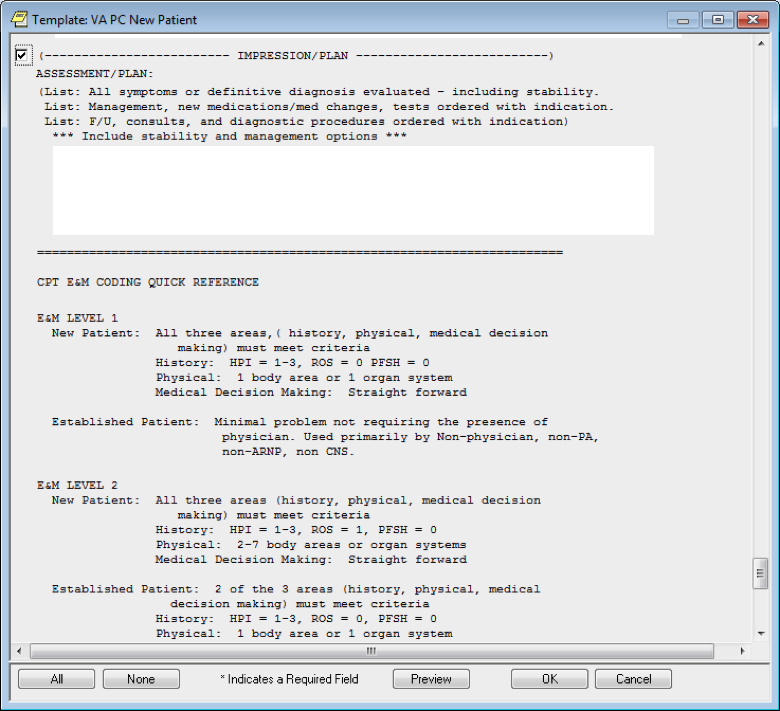 Template: VA PC New Patient
(------------------------- IMPRESSION/PLAN --------------------------)
ASSESSMENT/PLAN:
(List: All symptoms or definitive diagnosis evaluated - including stability.
List: Management, new medications/med changes, tests ordered with indication.
List: F/U, consults, and diagnostic procedures ordered with indication)
*** Include stability and management options ***
=======================================================================
CPT E&M CODING QUICK REFERENCE
E&M LEVEL 1
New Patient:  All three areas,( history, physical, medical decision
making) must meet criteria
History:  HPI = 1-3, ROS = 0 PFSH = 0
Physical:  1 body area or 1 organ system
Medical Decision Making:  Straight forward
Established Patient:  Minimal problem not requiring the presence of
physician. Used primarily by Non-physician, non-PA,
non-ARNP, non CNS.
E&M LEVEL 2
New Patient:  All three areas (history, physical, medical decision
making) must meet criteria
History:  HPI = 1-3, ROS = 1, PFSH = 0
Physical:  2-7 body areas or organ systems
Medical Decision Making:  Straight forward
Established Patient:  2 of the 3 areas (history, physical, medical
decision making) must meet criteria
History:  HPI = 1-3, ROS = 0, PFSH = 0
Physical:  1 body area or 1 organ system
All None * Indicates a Required Field Preview OK Cancel